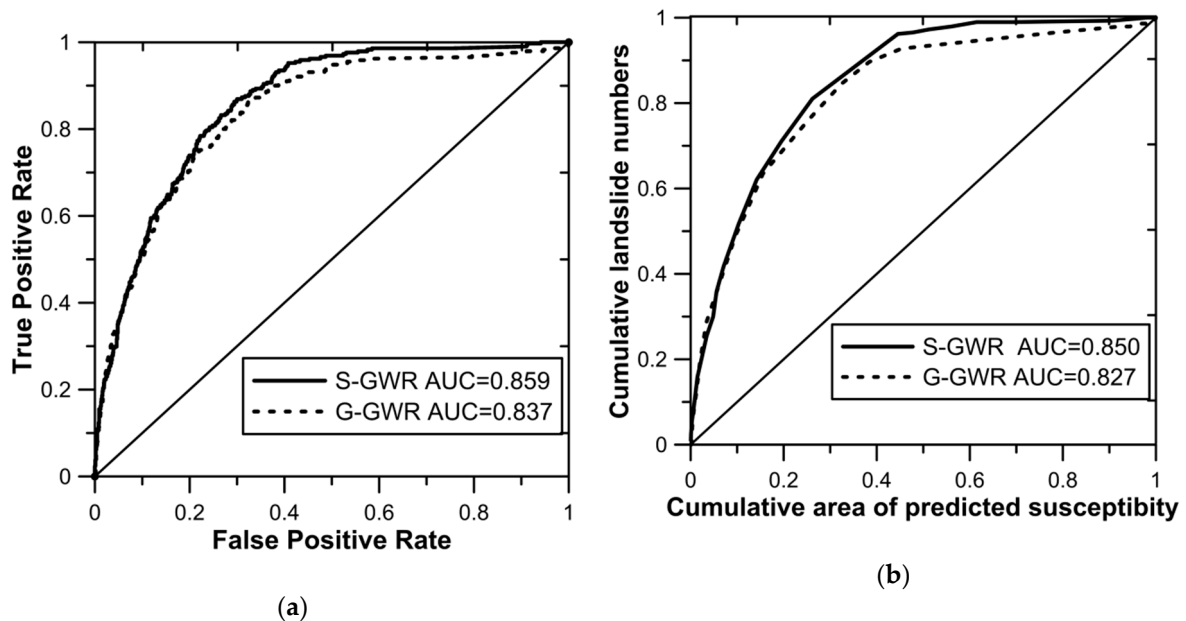 1
0.8
0.6
0.4
0.2
0
True Positive Rate
S-GWR AUC=0.859
G-GWR AUC=0.837
0 0.2 0.4 0.6 0.8 1
False Positive Rate
(a)
1
0.8
0.6
0.4
0.2
0
Cumulative landslide numbers
S-GWR AUC=0.850
G-GWR AUC=0.827
0 0.2 0.4 0.6 0.8 1
Cumulative area of predicted susceptibity
(b)